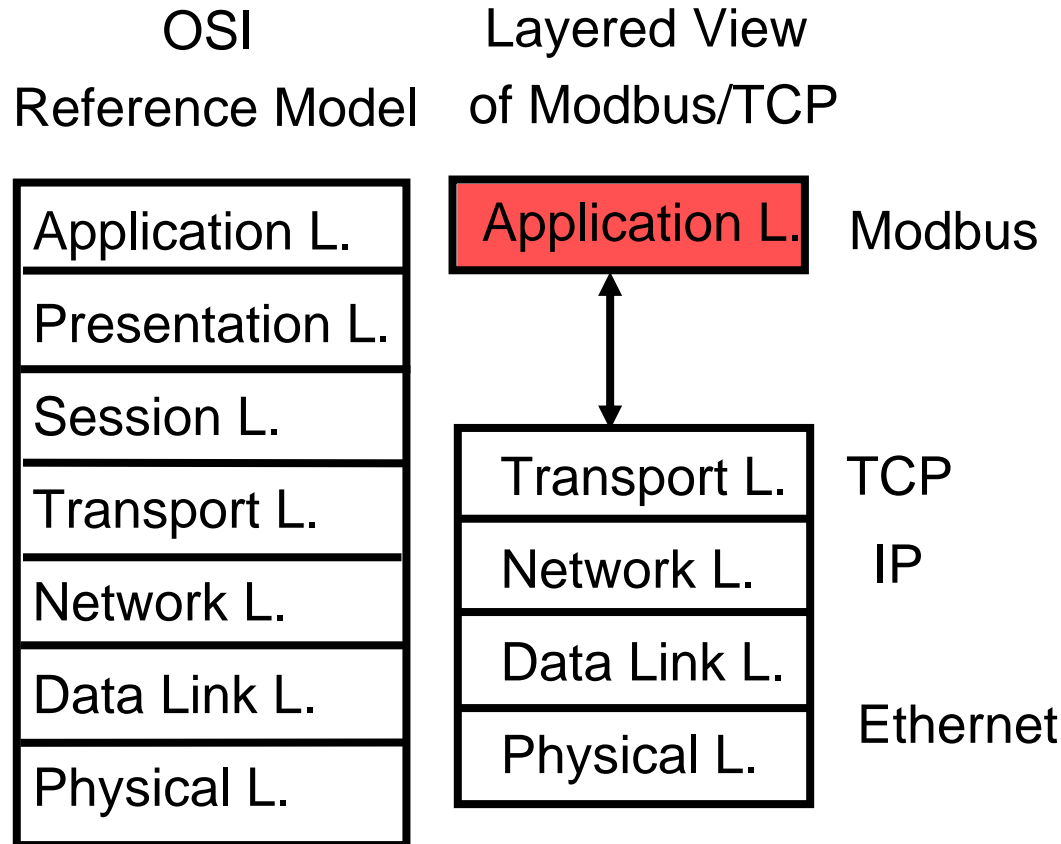 OSI
Reference Model
Layered View
of Modbus/TCP
Application L.
Presentation L.
Session L.
Transport L.
Network L.
Data Link L.
Physical L.
Application L.
Modbus
Transport L.
TCP
Network L.
IP
Data Link L.
Physical L.
Ethernet